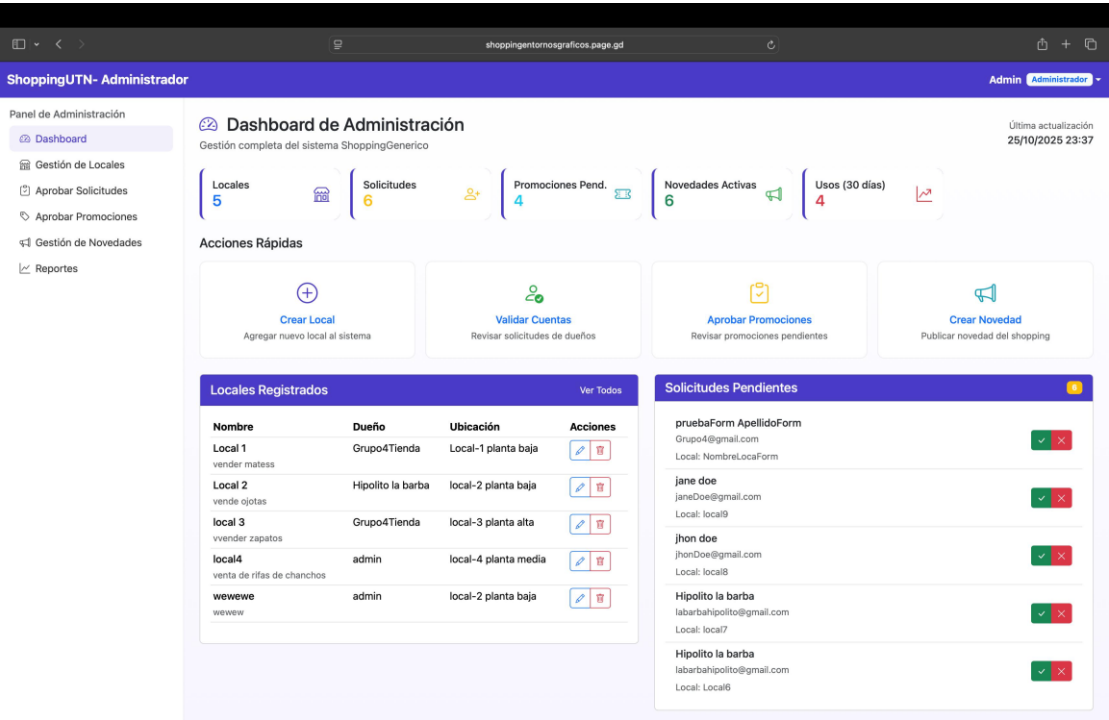 shoppingentornosgraficos.page.gd
ShoppingUTN- Administrador
Admin Administrador
Panel de Administración
Dashboard
Gestión de Locales
Aprobar Solicitudes
Aprobar Promociones
Gestión de Novedades
Reportes
Dashboard de Administración
Gestión completa del sistema ShoppingGenerico
Última actualización
25/10/2025 23:37
Locales
5
Solicitudes
6
Promociones Pend.
4
Novedades Activas
6
Usos (30 días)
4
Acciones Rápidas
Crear Local
Agregar nuevo local al sistema
Validar Cuentas
Revisar solicitudes de dueños
Aprobar Promociones
Revisar promociones pendientes
Crear Novedad
Publicar novedad del shopping
Locales Registrados Ver Todos
Nombre Dueño Ubicación Acciones
Local 1 Grupo4Tienda Local-1 planta baja
vender matess
Local 2 Hipolito la barba local-2 planta baja
vende ojotas
local 3 Grupo4Tienda local-3 planta alta
vvender zapatos
local4 admin local-4 planta media
venta de rifas de chanchos
wewewe admin local-2 planta baja
wewew
Solicitudes Pendientes 6
pruebaForm ApellidoForm
Grupo4@gmail.com
Local: NombreLocaForm
jane doe
janeDoe@gmail.com
Local: local9
jhon doe
jhonDoe@gmail.com
Local: local8
Hipolito la barba
labarbahipolito@gmail.com
Local: local7
Hipolito la barba
labarbahipolito@gmail.com
Local: Local6